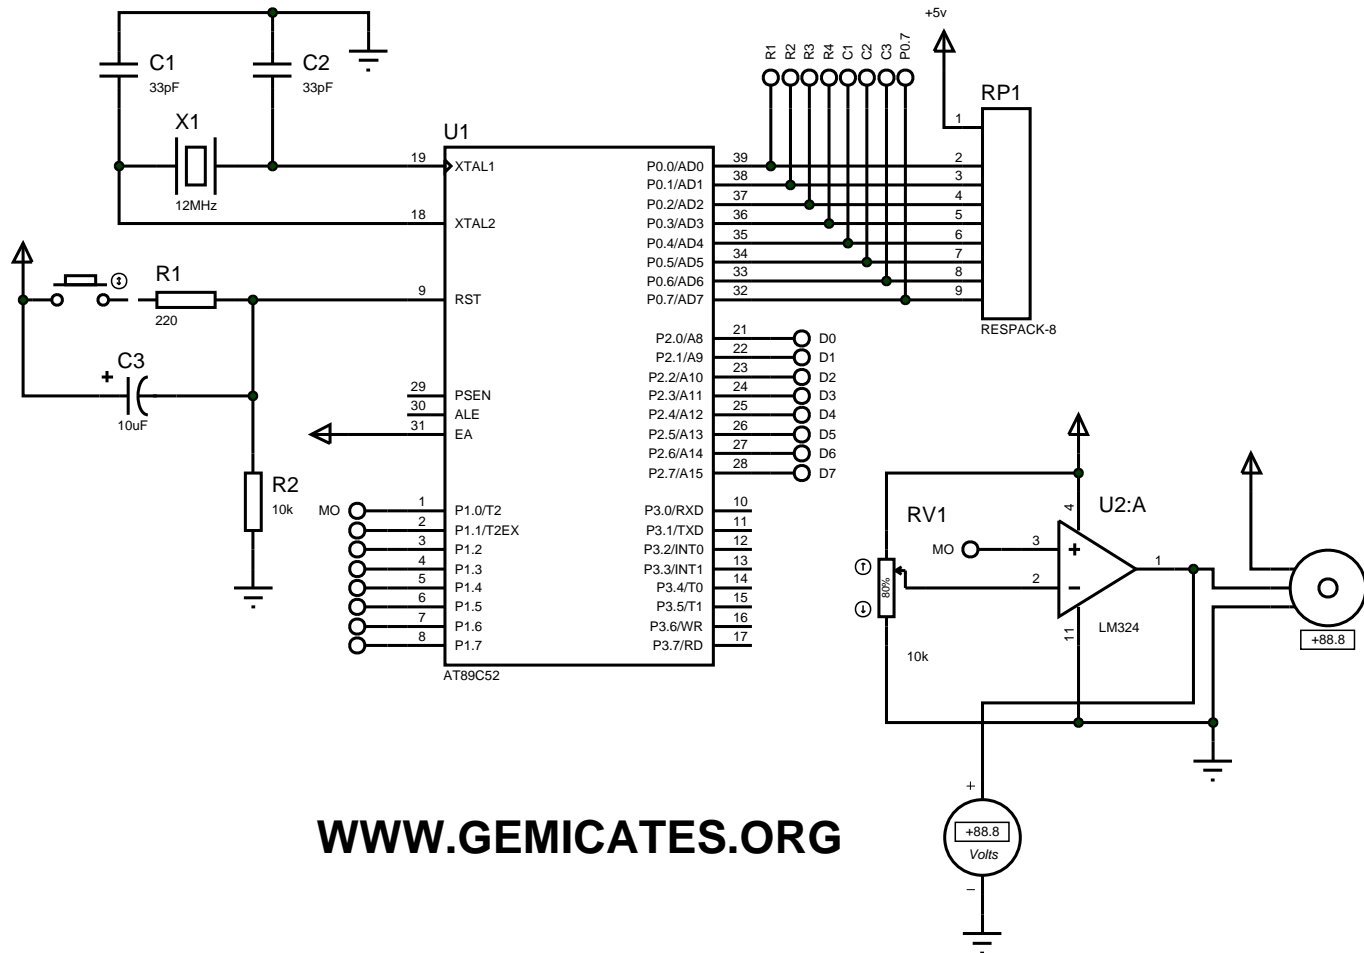 +5v
R1 R2 R3 R4 C1 C2 C3 P0.7
C1
33pF
C2
33pF
X1
12MHz
U1
RP1
1
19 XTAL1
18 XTAL2
9 RST
29 PSEN
30 ALE
31 EA
1 P1.0/T2
2 P1.1/T2EX
3 P1.2
4 P1.3
5 P1.4
6 P1.5
7 P1.6
8 P1.7
MO
P0.0/AD0 39 2
P0.1/AD1 38 3
P0.2/AD2 37 4
P0.3/AD3 36 5
P0.4/AD4 35 6
P0.5/AD5 34 7
P0.6/AD6 33 8
P0.7/AD7 32 9
RESPACK-8
P2.0/A8 21 D0
P2.1/A9 22 D1
P2.2/A10 23 D2
P2.3/A11 24 D3
P2.4/A12 25 D4
P2.5/A13 26 D5
P2.6/A14 27 D6
P2.7/A15 28 D7
P3.0/RXD 10
P3.1/TXD 11
P3.2/INT0 12
P3.3/INT1 13
P3.4/T0 14
P3.5/T1 15
P3.6/WR 16
P3.7/RD 17
AT89C52
R1
220
C3
+
10uF
R2
10k
RV1
80%
10k
U2:A
MO
3
2
4
11
1
+
−
LM324
+88.8
+
+88.8
Volts
−
WWW.GEMICATES.ORG